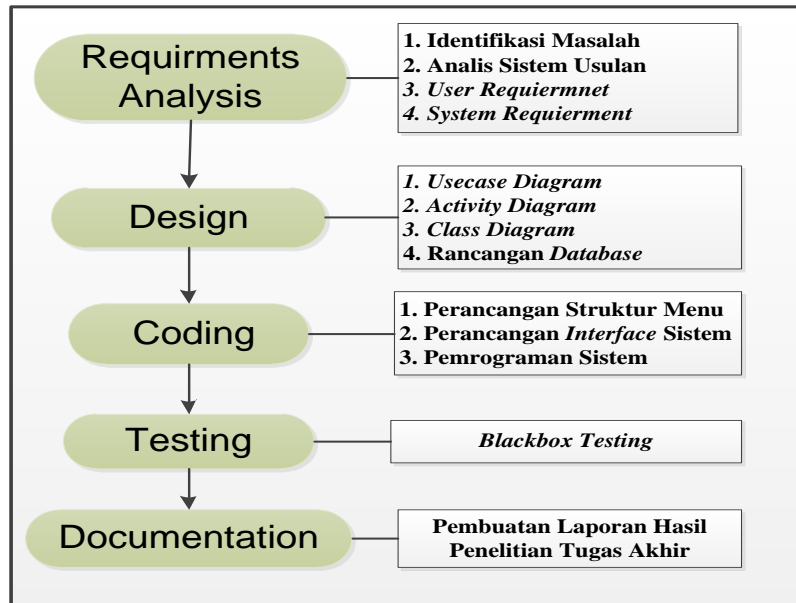 Requirments
Analysis
1. Identifikasi Masalah
2. Analis Sistem Usulan
3. User Requiermnet
4. System Requierment
Design
1. Usecase Diagram
2. Activity Diagram
3. Class Diagram
4. Rancangan Database
Coding
1. Perancangan Struktur Menu
2. Perancangan Interface Sistem
3. Pemrograman Sistem
Testing
Blackbox Testing
Documentation
Pembuatan Laporan Hasil
Penelitian Tugas Akhir